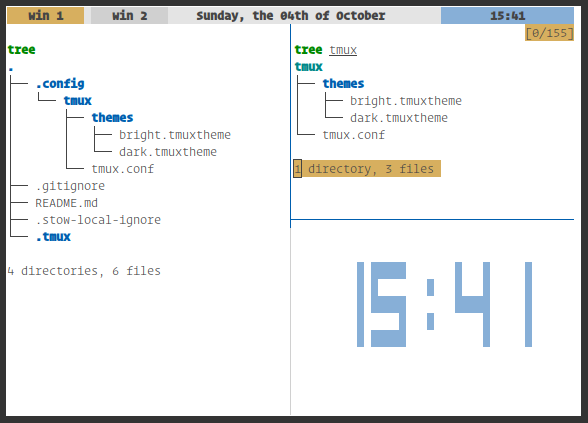 win 1 win 2 Sunday, the 04th of October 15:41
tree
.
├── .config
│   └── tmux
│       ├── themes
│       │   ├── bright.tmuxtheme
│       │   └── dark.tmuxtheme
│       └── tmux.conf
├── .gitignore
├── README.md
├── .stow-local-ignore
└── .tmux
4 directories, 6 files
[0/155]
tree tmux
tmux
├── themes
│   ├── bright.tmuxtheme
│   └── dark.tmuxtheme
└── tmux.conf
1 directory, 3 files
15:41